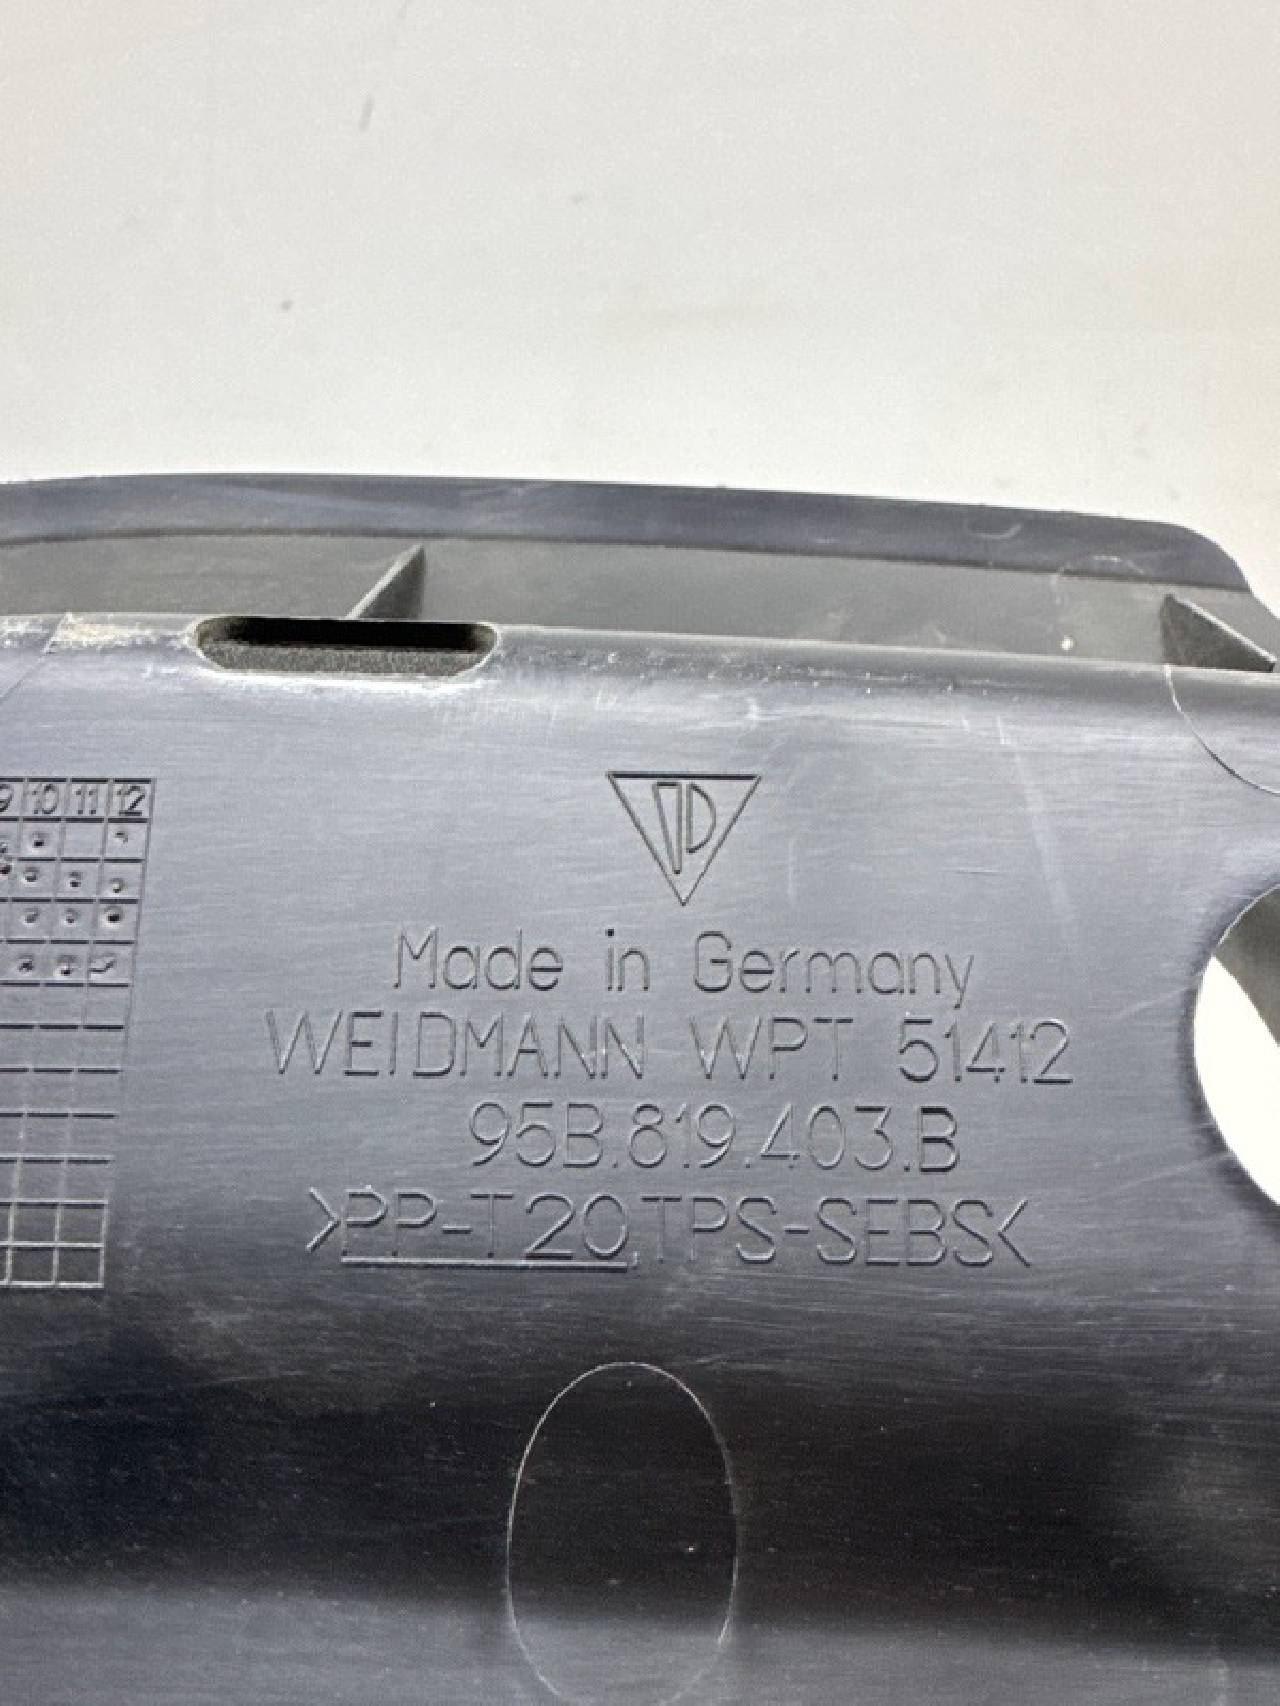 9 10 11 12
Made in Germany
WEIDMANN WPT 51412
95B.819.403.B
>PP-T20,TPS-SEBS<